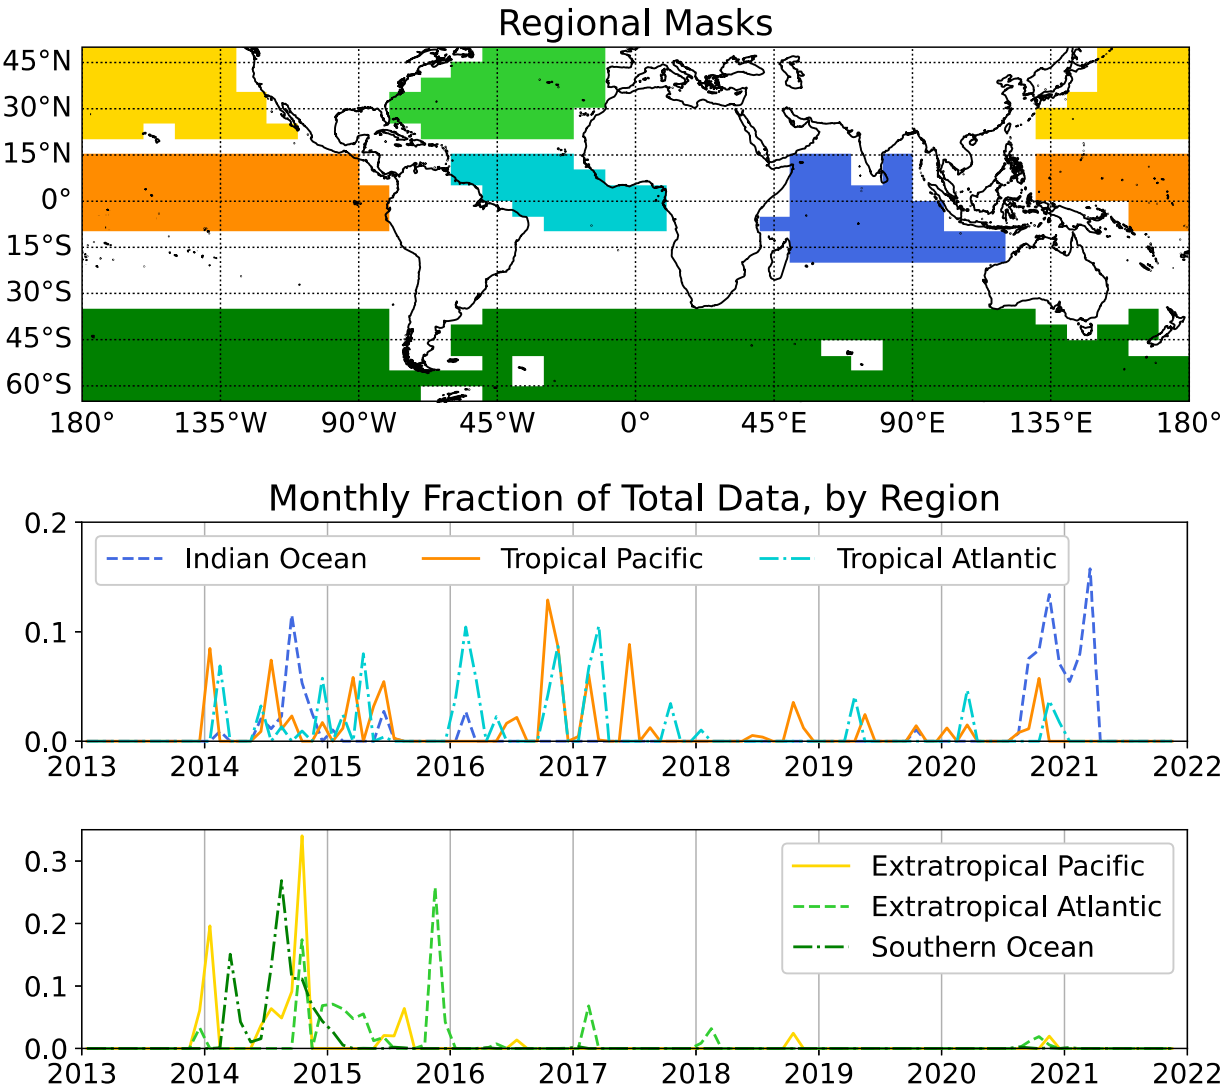 Regional Masks
45°N
30°N
15°N
0°
15°S
30°S
45°S
60°S
180° 135°W 90°W 45°W 0° 45°E 90°E 135°E 180°
Monthly Fraction of Total Data, by Region
0.2
Indian Ocean Tropical Pacific Tropical Atlantic
0.1
0.0
2013 2014 2015 2016 2017 2018 2019 2020 2021 2022
0.3
Extratropical Pacific
Extratropical Atlantic
0.2
Southern Ocean
0.1
0.0
2013 2014 2015 2016 2017 2018 2019 2020 2021 2022